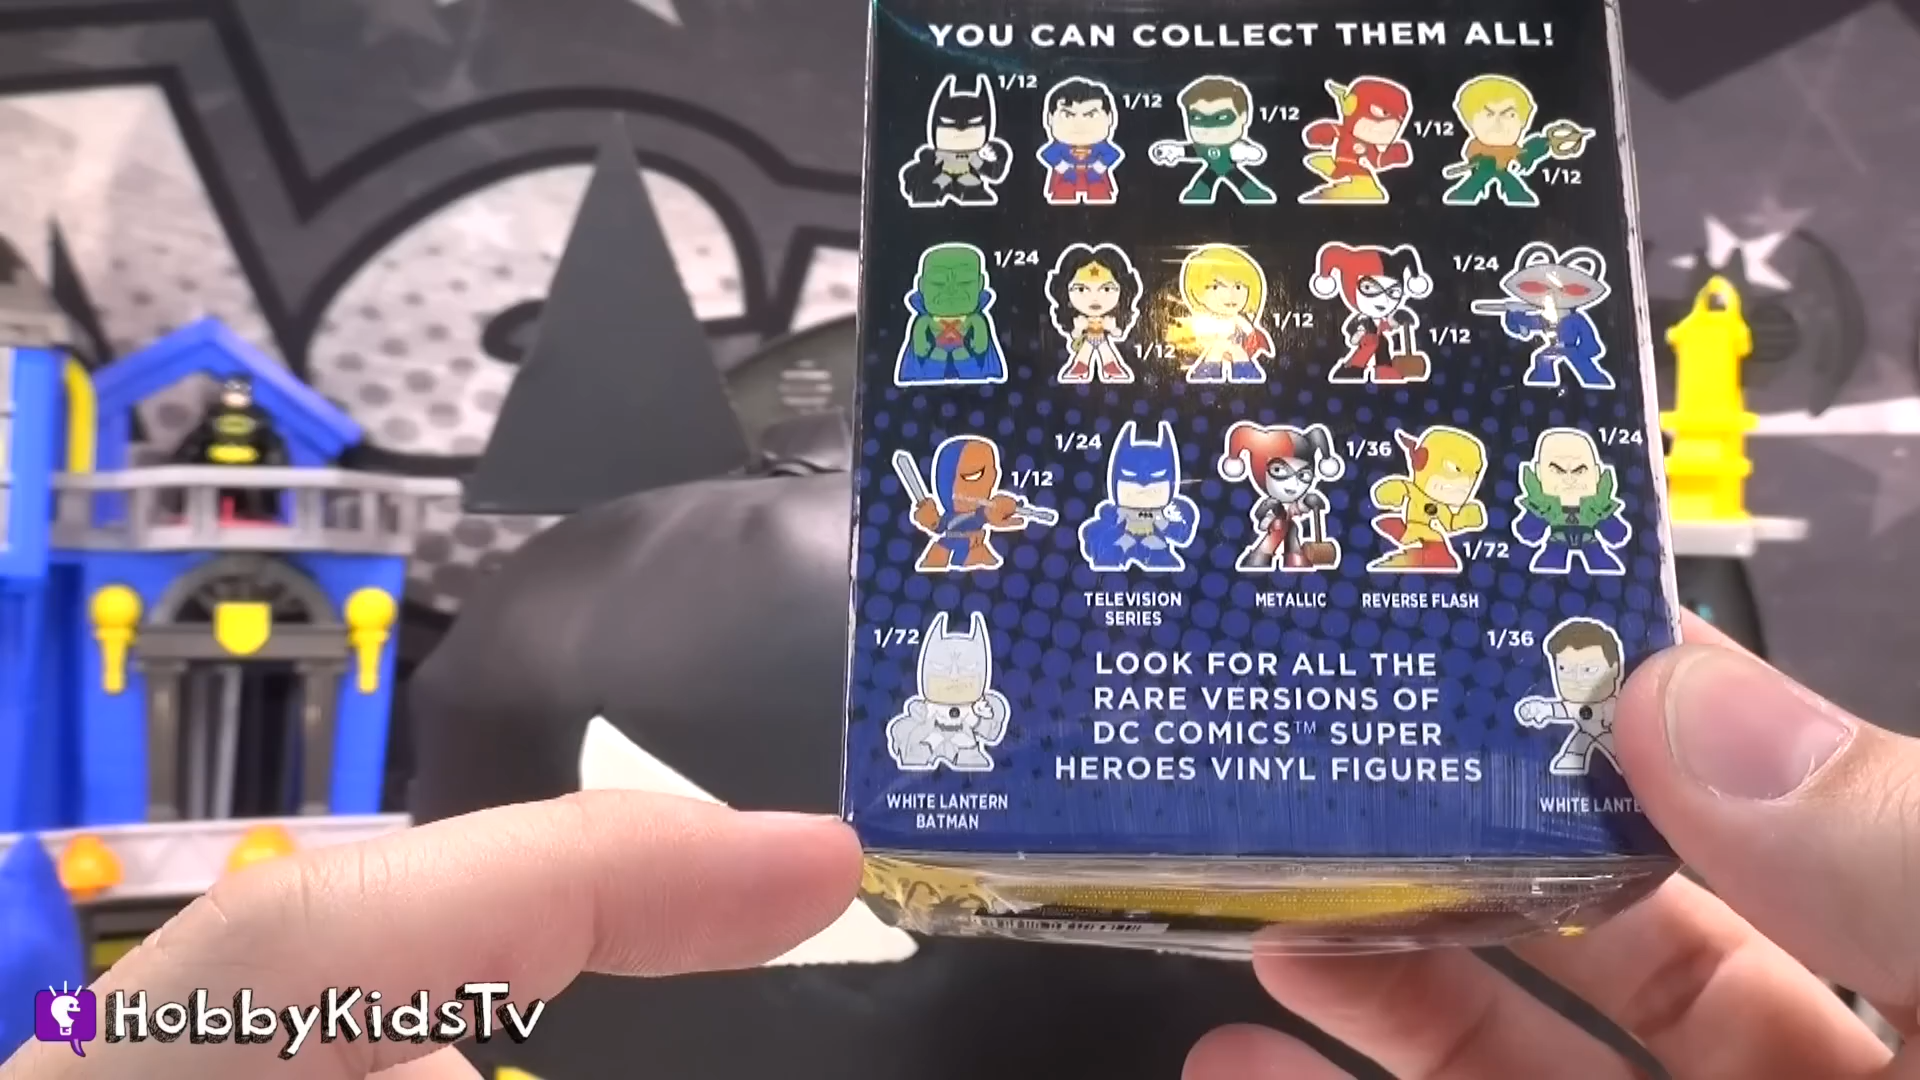 YOU CAN COLLECT THEM ALL!
1/12 1/12 1/12 1/12 1/12
1/24 1/12 1/12 1/12 1/24
1/12 1/24 1/36 1/72 1/24
TELEVISION SERIES
METALLIC
REVERSE FLASH
1/72
1/36
LOOK FOR ALL THE
RARE VERSIONS OF
DC COMICS™ SUPER
HEROES VINYL FIGURES
WHITE LANTERN
BATMAN
WHITE LANTE
HobbyKidsTv